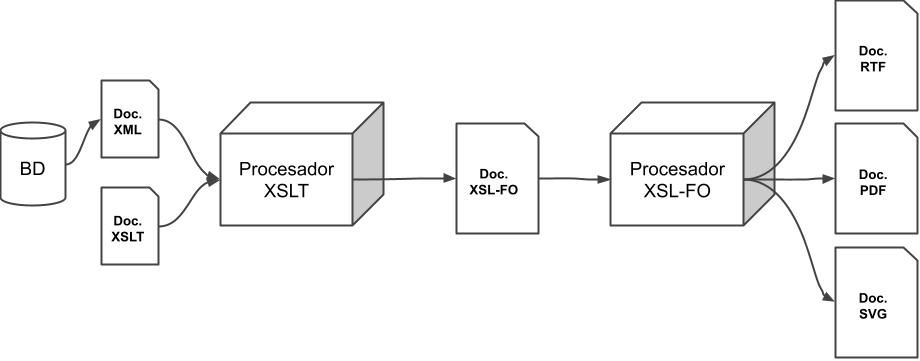 BD
Doc.
XML
Doc.
XSLT
Procesador
XSLT
Doc.
XSL-FO
Procesador
XSL-FO
Doc.
RTF
Doc.
PDF
Doc.
SVG